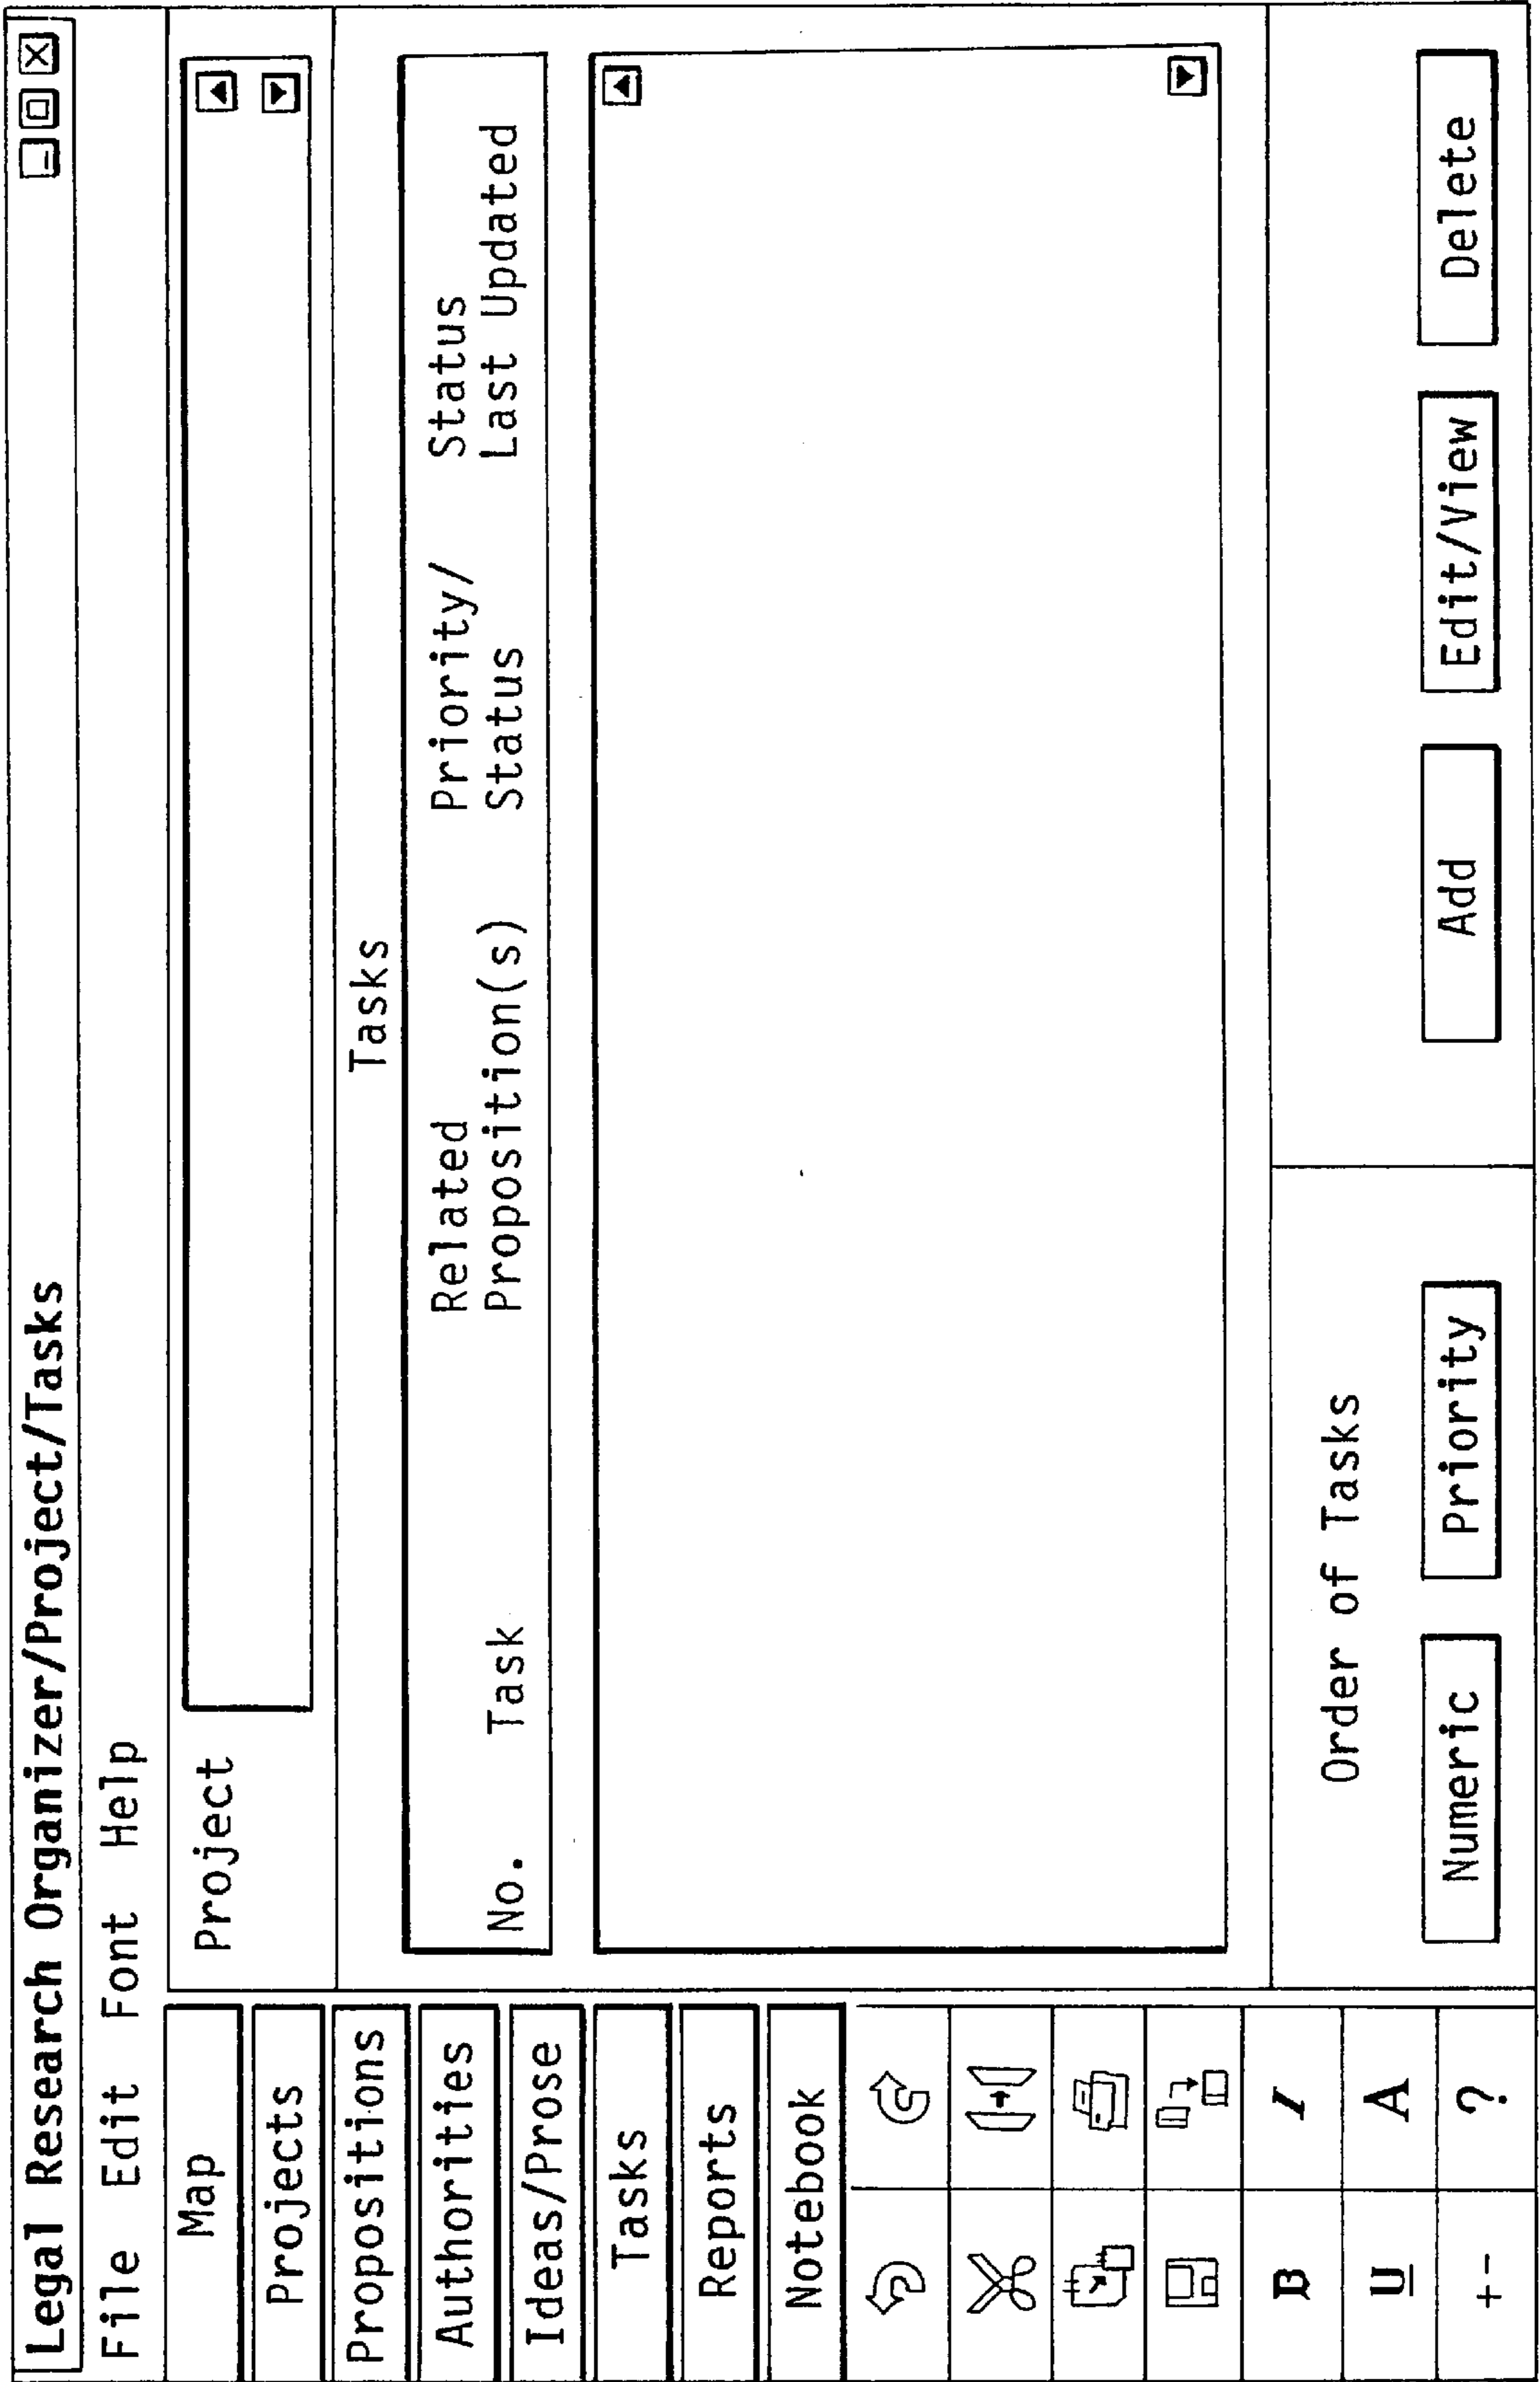 Legal Research Organizer/Project/Tasks
File Edit Font Help
Map
Projects
Propositions
Authorities
Ideas/Prose
Tasks
Reports
Notebook
B I
U A
+- ?
Project
Tasks
Related Priority/ Status
No. Task Proposition(s) Status Last Updated
Order of Tasks
Numeric Priority Add Edit/View Delete